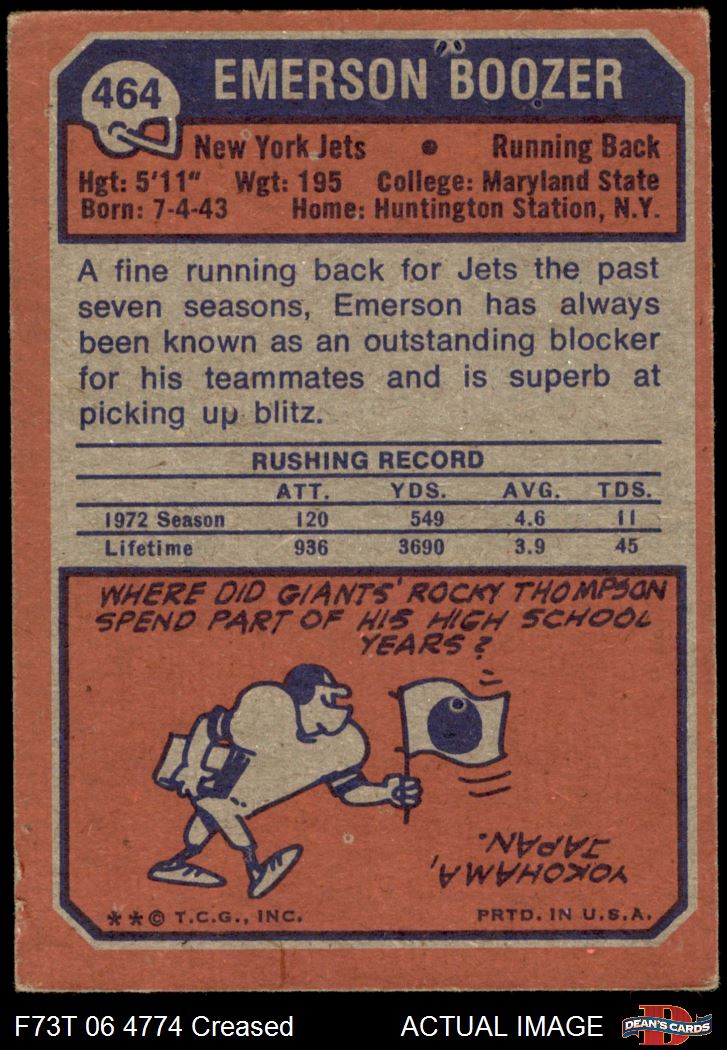 464
EMERSON BOOZER
New York Jets • Running Back
Hgt: 5'11" Wgt: 195 College: Maryland State
Born: 7-4-43 Home: Huntington Station, N.Y.
A fine running back for Jets the past
seven seasons, Emerson has always
been known as an outstanding blocker
for his teammates and is superb at
picking up blitz.
RUSHING RECORD
ATT. YDS. AVG. TDS.
1972 Season 120 549 4.6 11
Lifetime 936 3690 3.9 45
WHERE DID GIANTS' ROCKY THOMPSON
SPEND PART OF HIS HIGH SCHOOL
YEARS?
YOKOHAMA,
JAPAN.
**© T.C.G., INC. PRTD. IN U.S.A.
F73T 06 4774 Creased ACTUAL IMAGE
D
DEAN'S CARDS